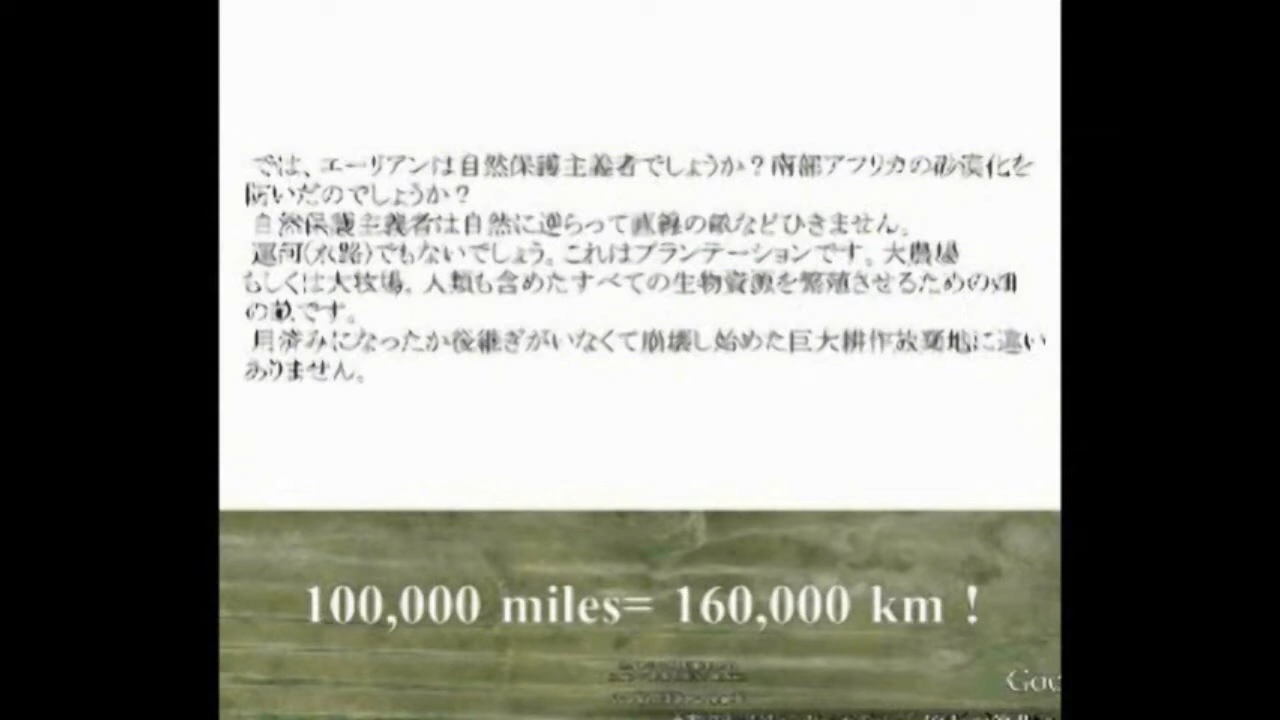 では、エーリアンは自然保護主義者でしょうか？南部アフリカの砂漠化を
防いだのでしょうか？
自然保護主義者は自然に逆らって直線の畝などひきません。
運河(水路)でもないでしょう。これはプランテーションです。大農場
もしくは大牧場。人類も含めたすべての生物資源を繁殖させるための畑
の畝です。
用済みになったか後継ぎがいなくて崩壊し始めた巨大耕作放棄地に違い
ありません。
100,000 miles= 160,000 km !
Goo